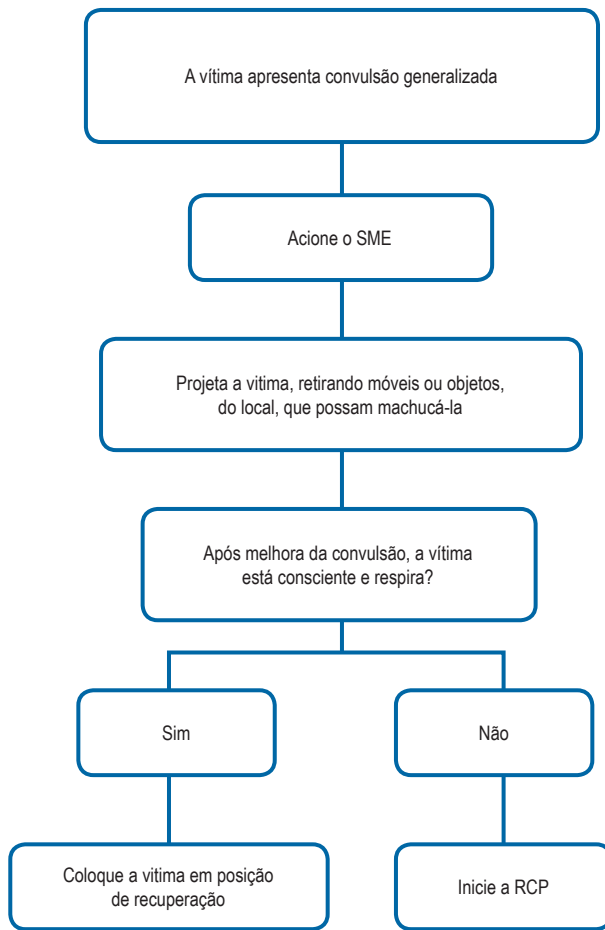 A vítima apresenta convulsão generalizada
Acione o SME
Projeta a vitima, retirando móveis ou objetos,
do local, que possam machucá-la
Após melhora da convulsão, a vítima
está consciente e respira?
Sim
Não
Coloque a vitima em posição
de recuperação
Inicie a RCP